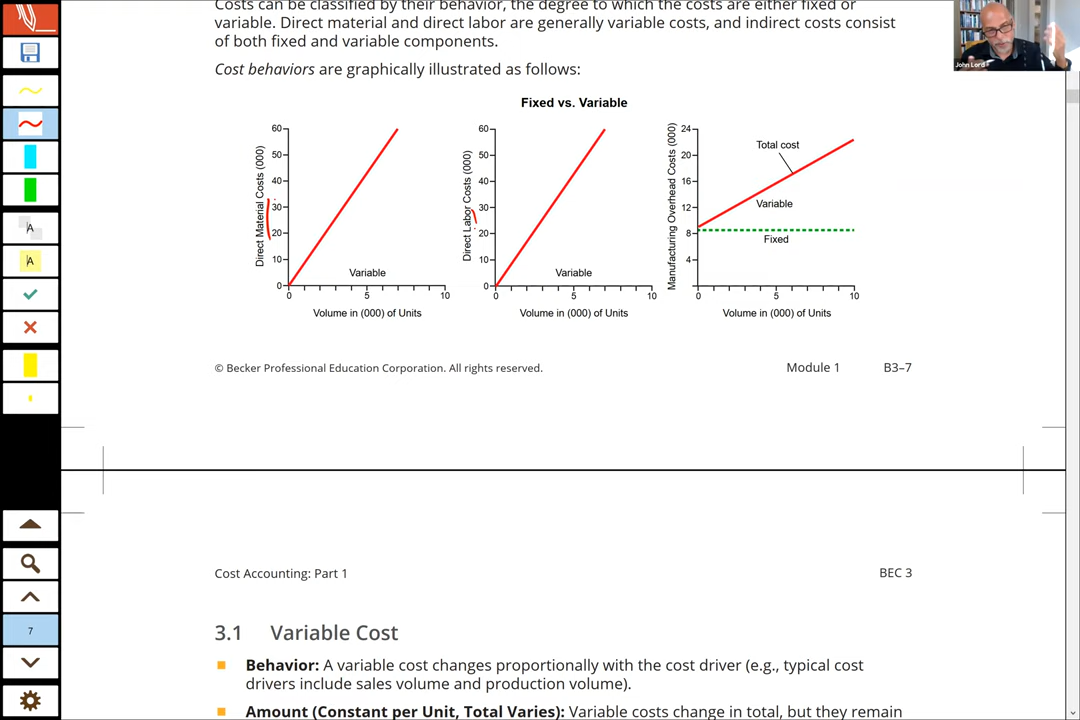 Costs can be classified by their behavior, the degree to which the costs are either fixed or
variable. Direct material and direct labor are generally variable costs, and indirect costs consist
of both fixed and variable components.
Cost behaviors are graphically illustrated as follows:
Fixed vs. Variable
Direct Material Costs (000)
60
50
40
30
20
10
0
0
5
10
Variable
Volume in (000) of Units
Direct Labor Costs (000)
60
50
40
30
20
10
0
0
5
10
Variable
Volume in (000) of Units
Manufacturing Overhead Costs (000)
24
20
16
12
8
4
0
5
10
Total cost
Variable
Fixed
Volume in (000) of Units
© Becker Professional Education Corporation. All rights reserved.
Module 1
B3–7
Cost Accounting: Part 1
BEC 3
3.1 Variable Cost
Behavior: A variable cost changes proportionally with the cost driver (e.g., typical cost
drivers include sales volume and production volume).
Amount (Constant per Unit, Total Varies): Variable costs change in total, but they remain
John Lord
A
A
7